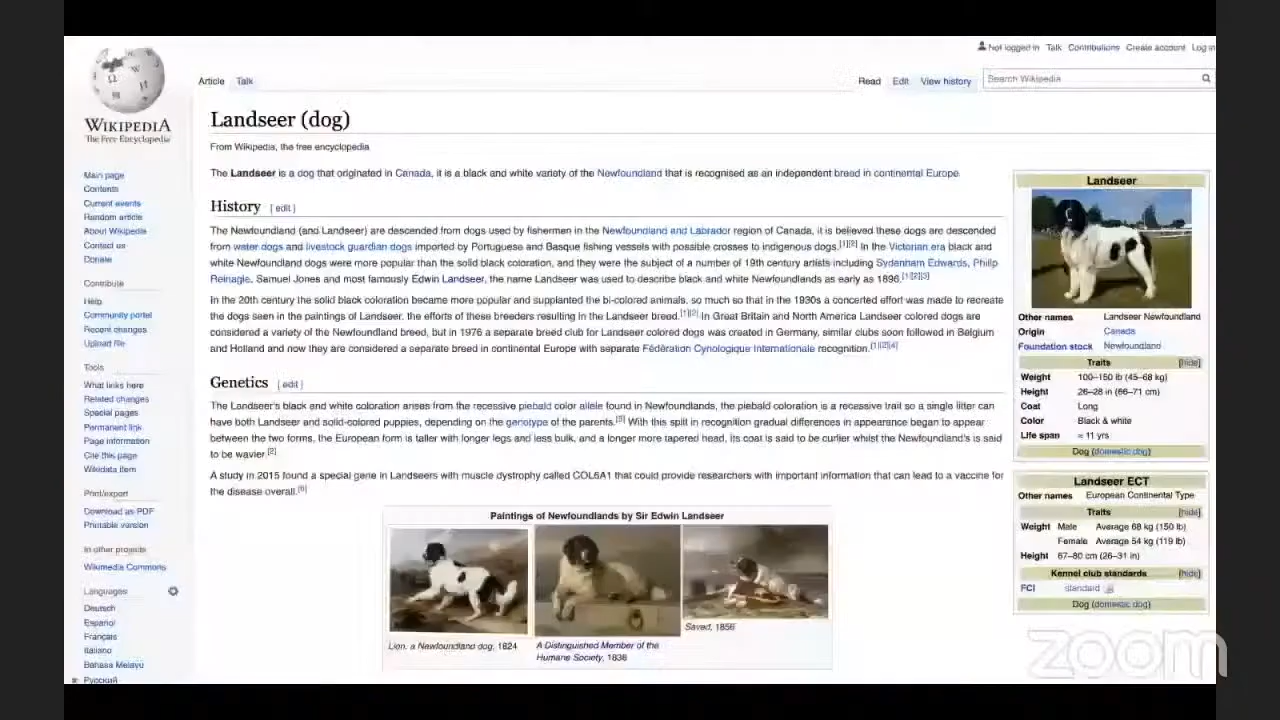 Not logged in Talk Contributions Create account Log in
Article Talk
Read Edit View history
Search Wikipedia
WIKIPEDIA
The Free Encyclopedia
Landseer (dog)
From Wikipedia, the free encyclopedia
The Landseer is a dog that originated in Canada, it is a black and white variety of the Newfoundland that is recognised as an independent breed in continental Europe.
Main page
Contents
Current events
Random article
About Wikipedia
Contact us
Donate
Contribute
Help
Community portal
Recent changes
Upload file
Tools
What links here
Related changes
Special pages
Permanent link
Page information
Cite this page
Wikidata item
Print/export
Download as PDF
Printable version
In other projects
Wikimedia Commons
Languages
Deutsch
Español
Français
Italiano
Bahasa Melayu
Русский
History [ edit ]
The Newfoundland (and Landseer) are descended from dogs used by fishermen in the Newfoundland and Labrador region of Canada, it is believed these dogs are descended
from water dogs and livestock guardian dogs imported by Portuguese and Basque fishing vessels with possible crosses to indigenous dogs.[1][2] In the Victorian era black and
white Newfoundland dogs were more popular than the solid black coloration, and they were the subject of a number of 19th century artists including Sydenham Edwards, Philip
Reinagle, Samuel Jones and most famously Edwin Landseer, the name Landseer was used to describe black and white Newfoundlands as early as 1896.[1][2][3]
In the 20th century the solid black coloration became more popular and supplanted the bi-colored animals, so much so that in the 1930s a concerted effort was made to recreate
the dogs seen in the paintings of Landseer, the efforts of these breeders resulting in the Landseer breed.[1][2] In Great Britain and North America Landseer colored dogs are
considered a variety of the Newfoundland breed, but in 1976 a separate breed club for Landseer colored dogs was created in Germany, similar clubs soon followed in Belgium
and Holland and now they are considered a separate breed in continental Europe with separate Fédération Cynologique Internationale recognition.[1][2][4]
Genetics [ edit ]
The Landseer's black and white coloration arises from the recessive piebald color allele found in Newfoundlands, the piebald coloration is a recessive trait so a single litter can
have both Landseer and solid-colored puppies, depending on the genotype of the parents.[5] With this split in recognition gradual differences in appearance began to appear
between the two forms, the European form is taller with longer legs and less bulk, and a longer more tapered head, its coat is said to be curlier whilst the Newfoundland's is said
to be wavier.[2]
A study in 2015 found a special gene in Landseers with muscle dystrophy called COL6A1 that could provide researchers with important information that can lead to a vaccine for
the disease overall.[6]
Paintings of Newfoundlands by Sir Edwin Landseer
Lion, a Newfoundland dog, 1824
A Distinguished Member of the
Humane Society, 1838
Saved, 1856
Landseer
Other names Landseer Newfoundland
Origin Canada
Foundation stock Newfoundland
Traits [hide]
Weight 100–150 lb (45–68 kg)
Height 26–28 in (66–71 cm)
Coat Long
Color Black & white
Life span ≈ 11 yrs
Dog (domestic dog)
Landseer ECT
Other names European Continental Type
Traits [hide]
Weight Male Average 68 kg (150 lb)
Female Average 54 kg (119 lb)
Height 67–80 cm (26–31 in)
Kennel club standards [hide]
FCI standard
Dog (domestic dog)
zoom